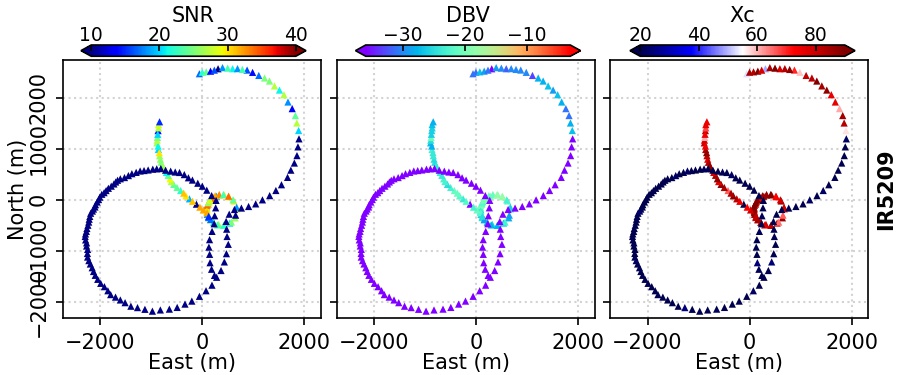 SNR DBV Xc
10 20 30 40 −30 −20 −10 20 40 60 80
North (m)
2000
1000
0
−1000
−2000
IR5209
−2000 0 2000 −2000 0 2000 −2000 0 2000
East (m) East (m) East (m)